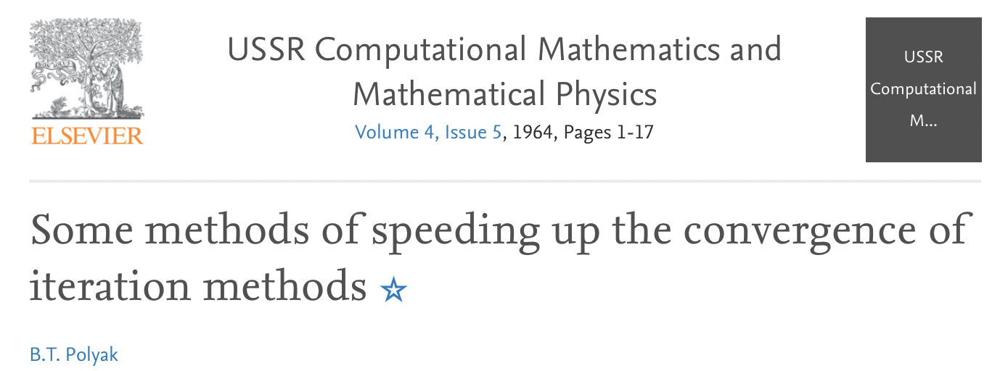 USSR Computational Mathematics and
Mathematical Physics
Volume 4, Issue 5, 1964, Pages 1-17
ELSEVIER
USSR
Computational
M...
Some methods of speeding up the convergence of
iteration methods ☆
B.T. Polyak